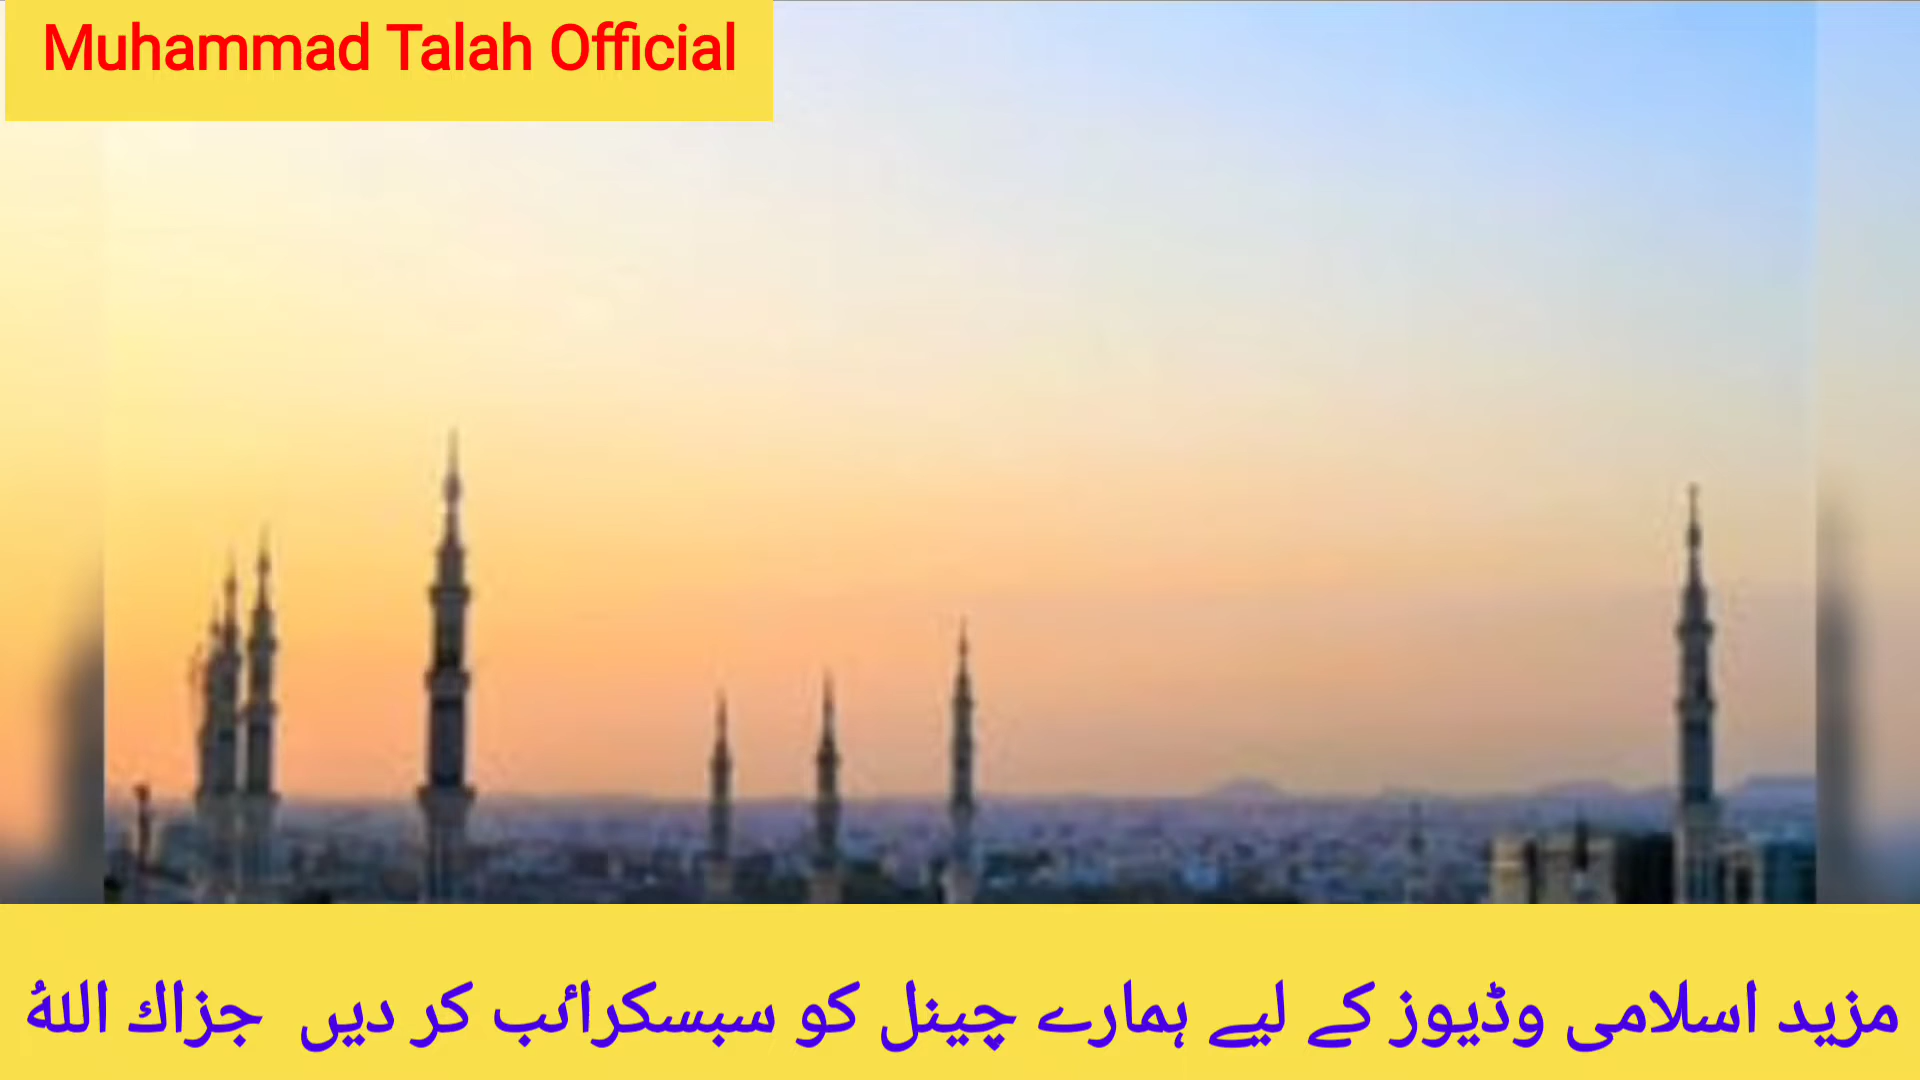 Muhammad Talah Official
مزید اسلامی وڈیوز کے لیے ہمارے چینل کو سبسکرائب کر دیں جزاك اللهُ